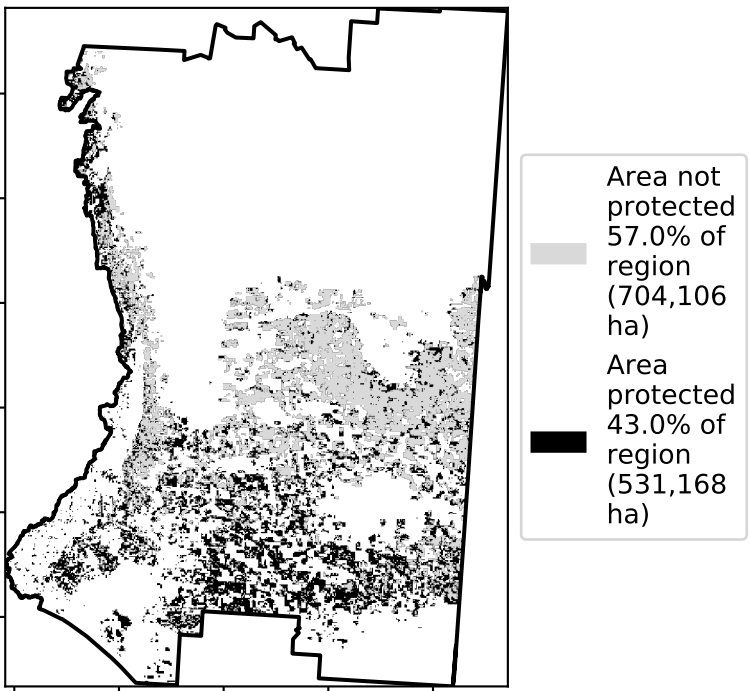 Area not
protected
57.0% of
region
(704,106
ha)
Area
protected
43.0% of
region
(531,168
ha)